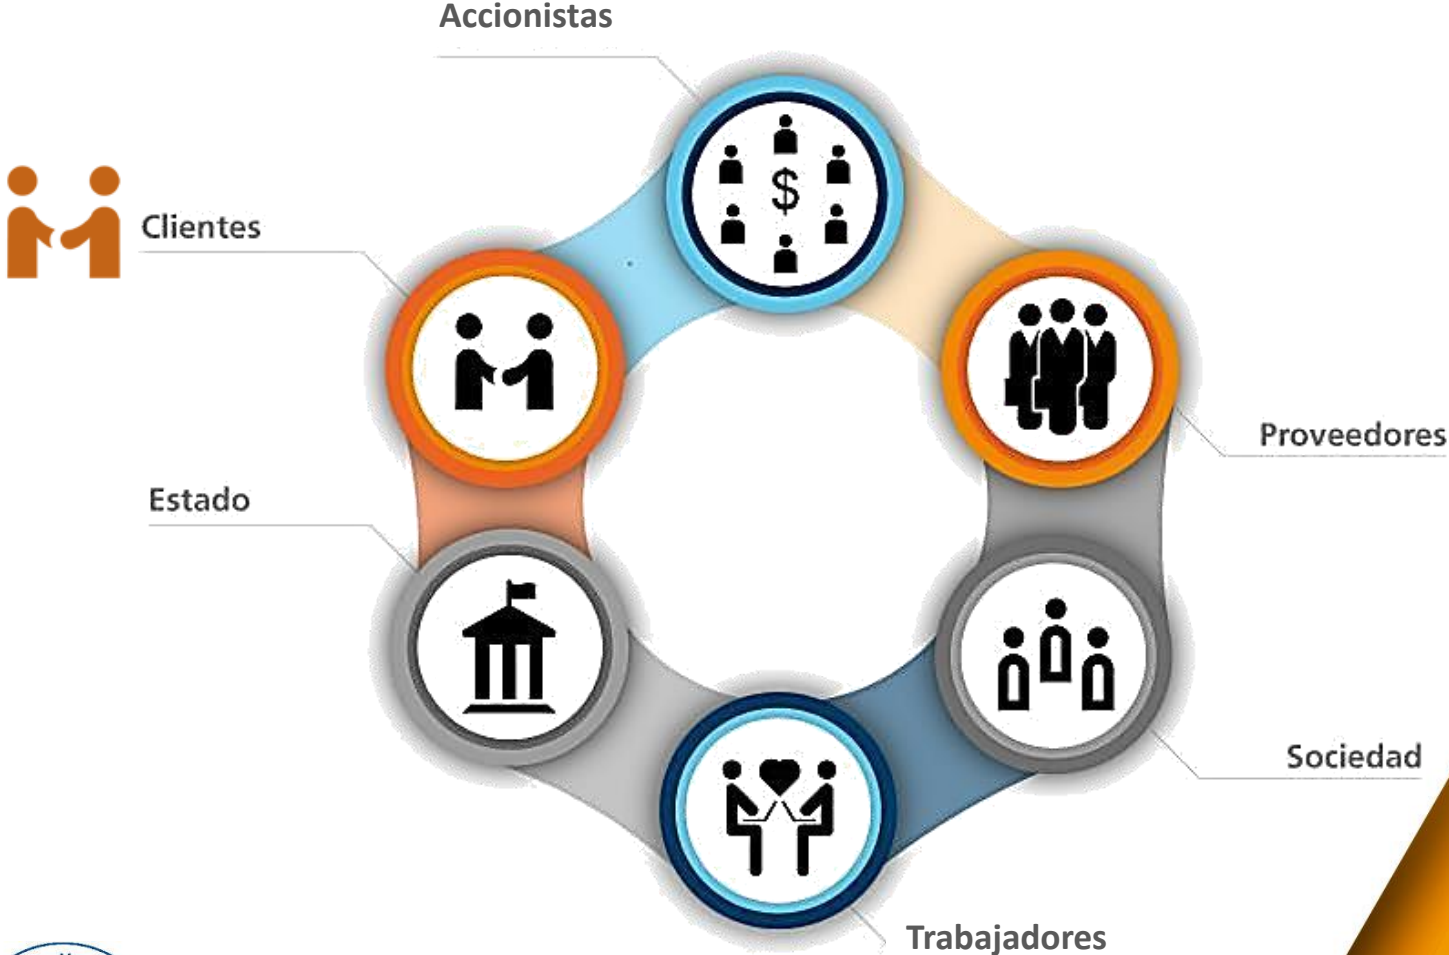 Accionistas
$
Clientes
Proveedores
Estado
Sociedad
Trabajadores